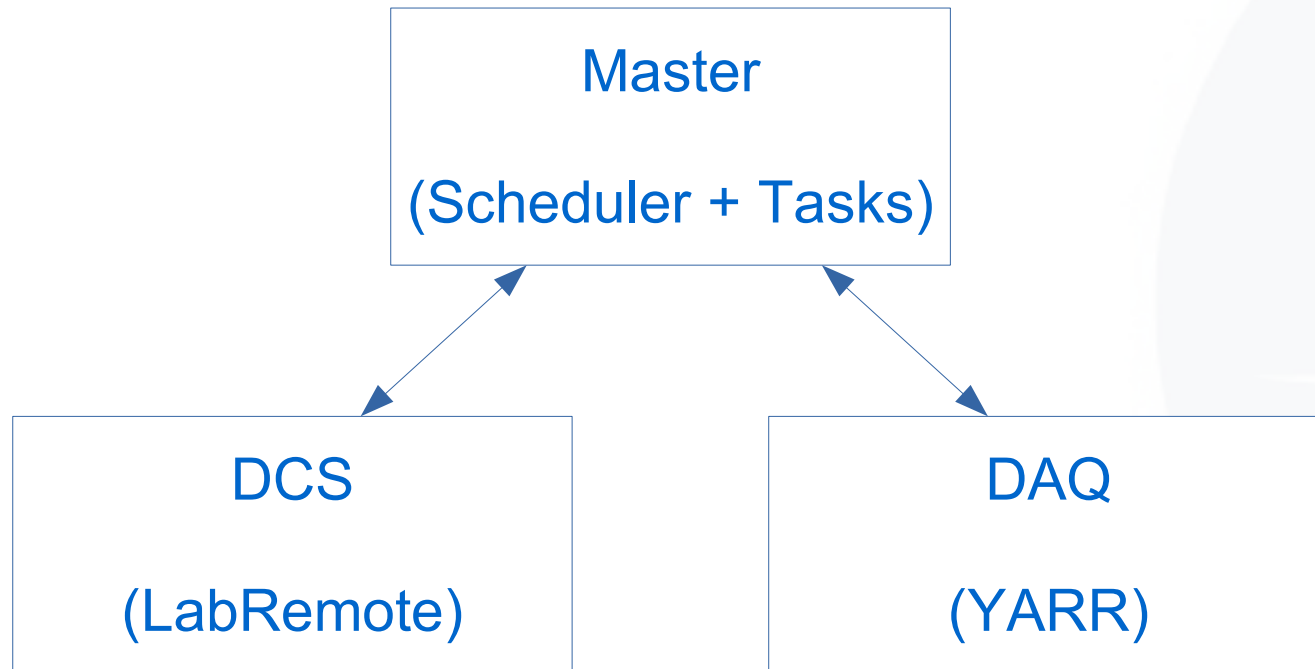 Master
(Scheduler + Tasks)
DCS
(LabRemote)
DAQ
(YARR)